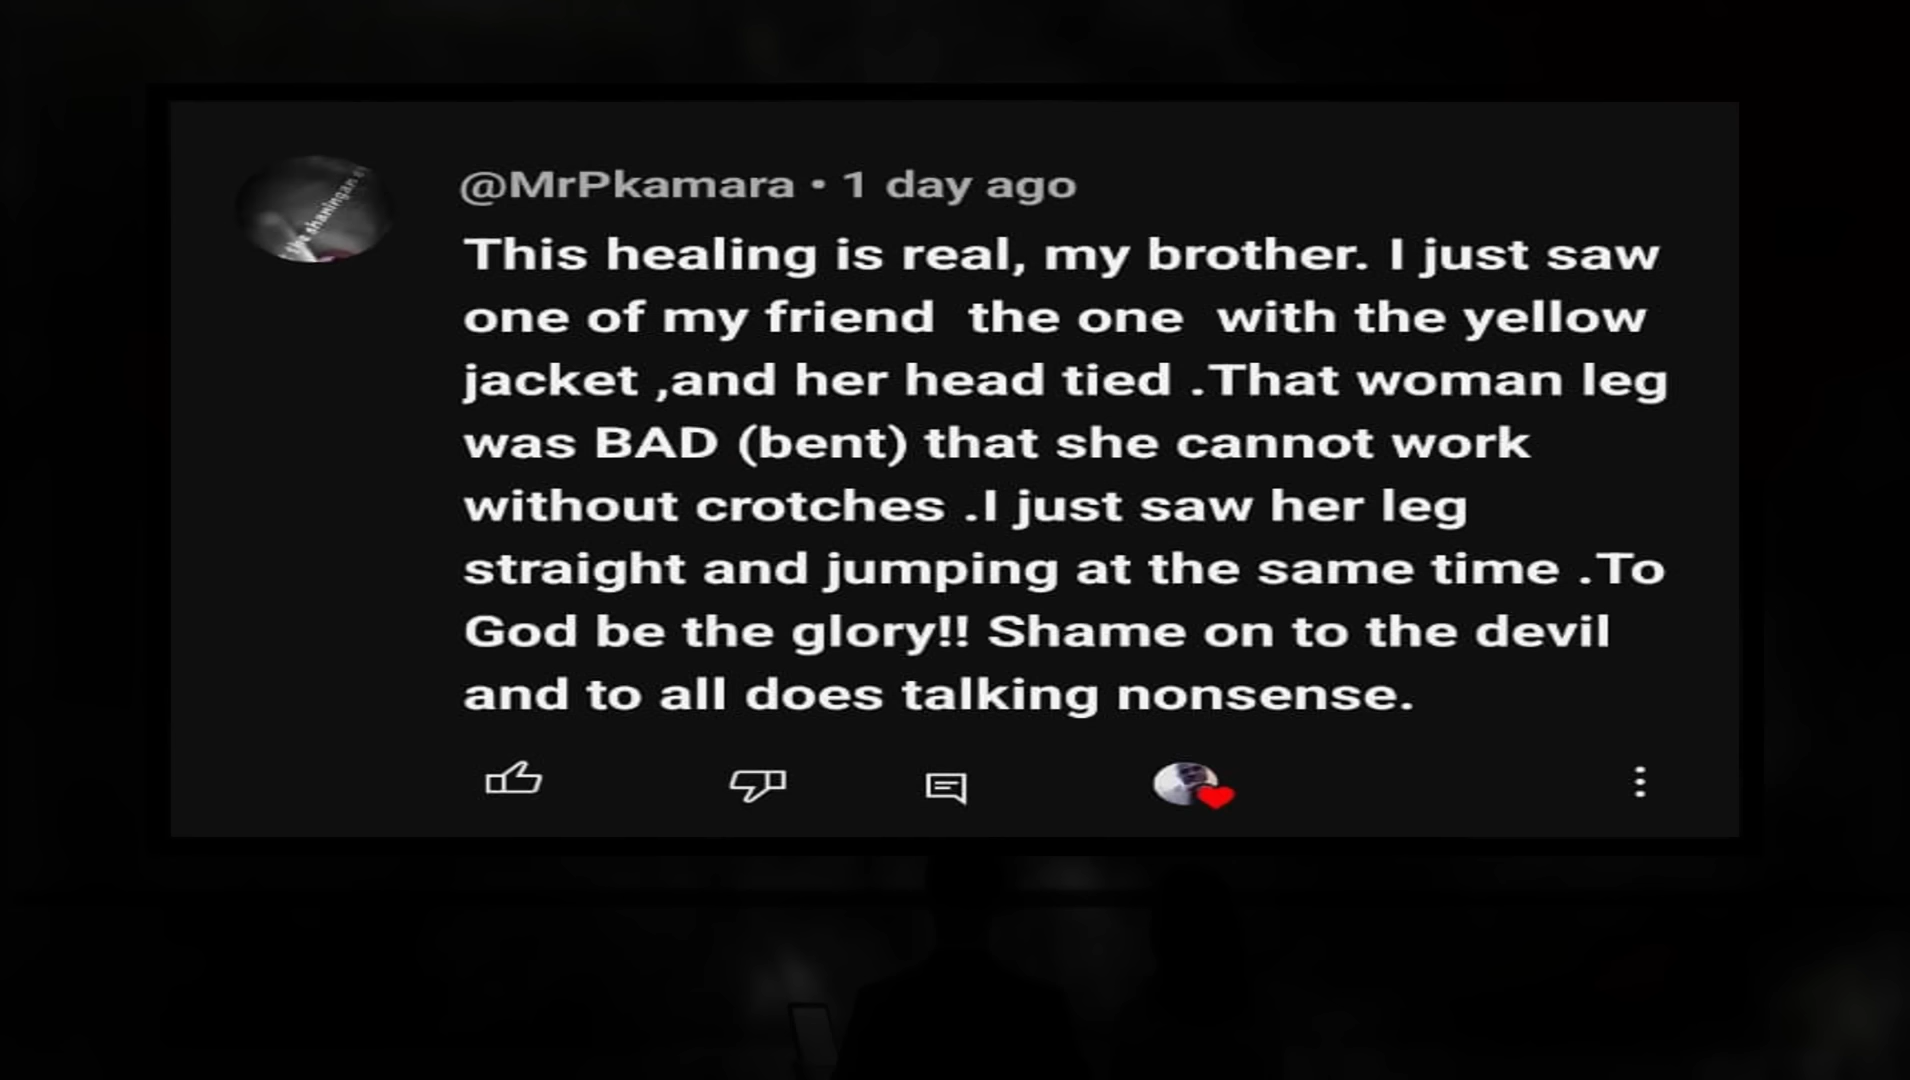 @MrPkamara • 1 day ago
This healing is real, my brother. I just saw
one of my friend  the one  with the yellow
jacket ,and her head tied .That woman leg
was BAD (bent) that she cannot work
without crotches .I just saw her leg
straight and jumping at the same time .To
God be the glory!! Shame on to the devil
and to all does talking nonsense.